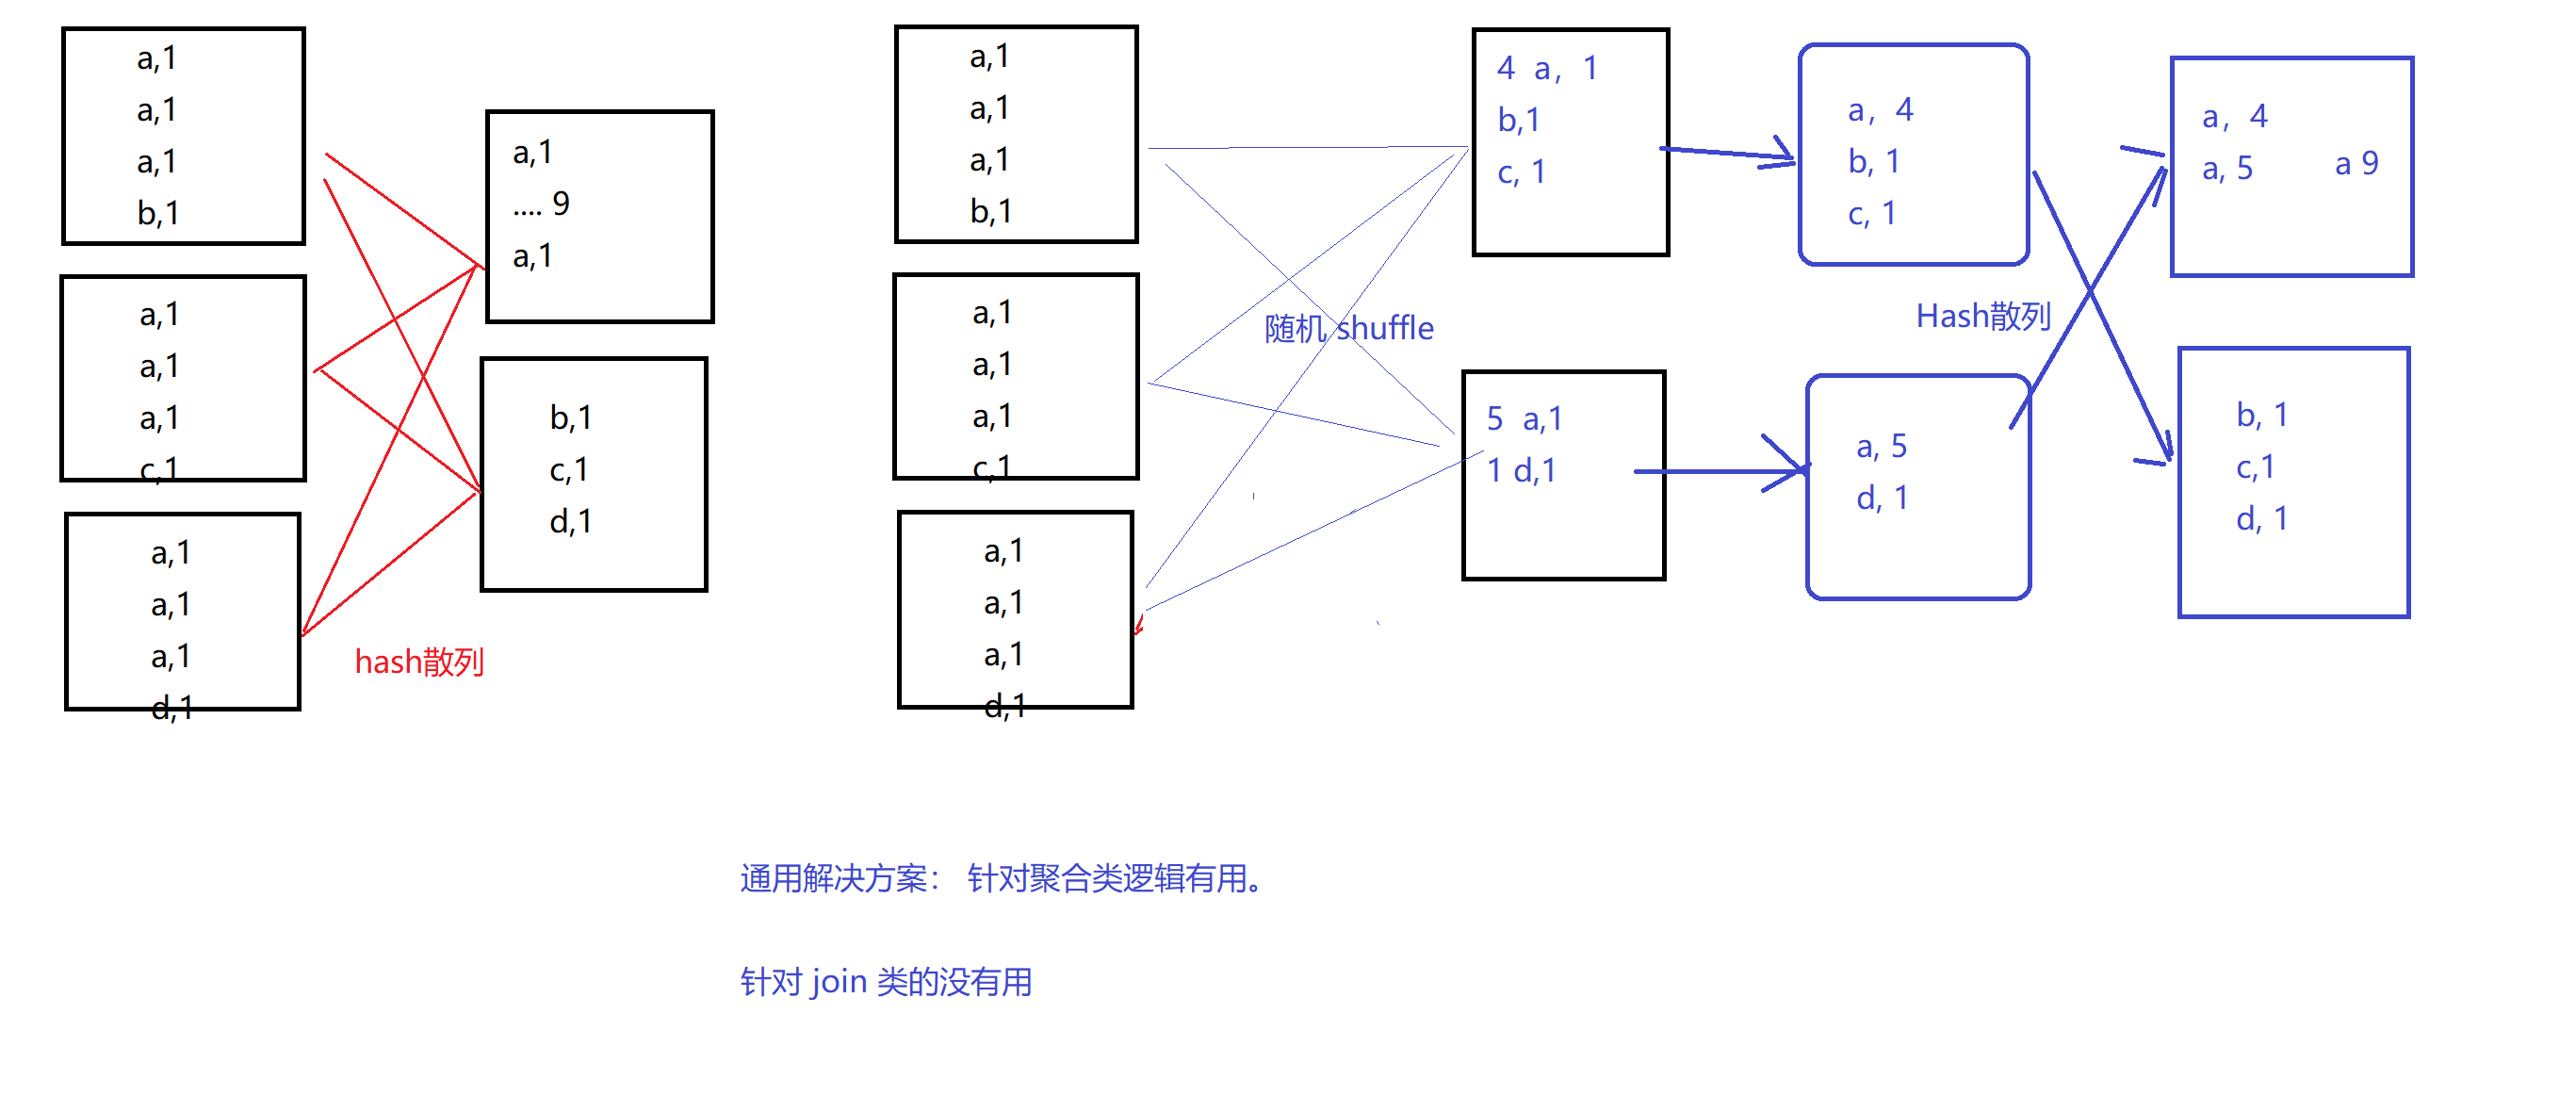 a,1
a,1
a,1
b,1
a,1
a,1
a,1
c,1
a,1
a,1
a,1
d,1
a,1
.... 9
a,1
b,1
c,1
d,1
hash散列
a,1
a,1
a,1
b,1
a,1
a,1
a,1
c,1
a,1
a,1
a,1
d,1
随机 shuffle
4 a，1
b,1
c, 1
5 a,1
1 d,1
a，4
b, 1
c, 1
a, 5
d, 1
Hash散列
a，4
a, 5 a 9
b, 1
c,1
d, 1
通用解决方案： 针对聚合类逻辑有用。
针对 join 类的没有用